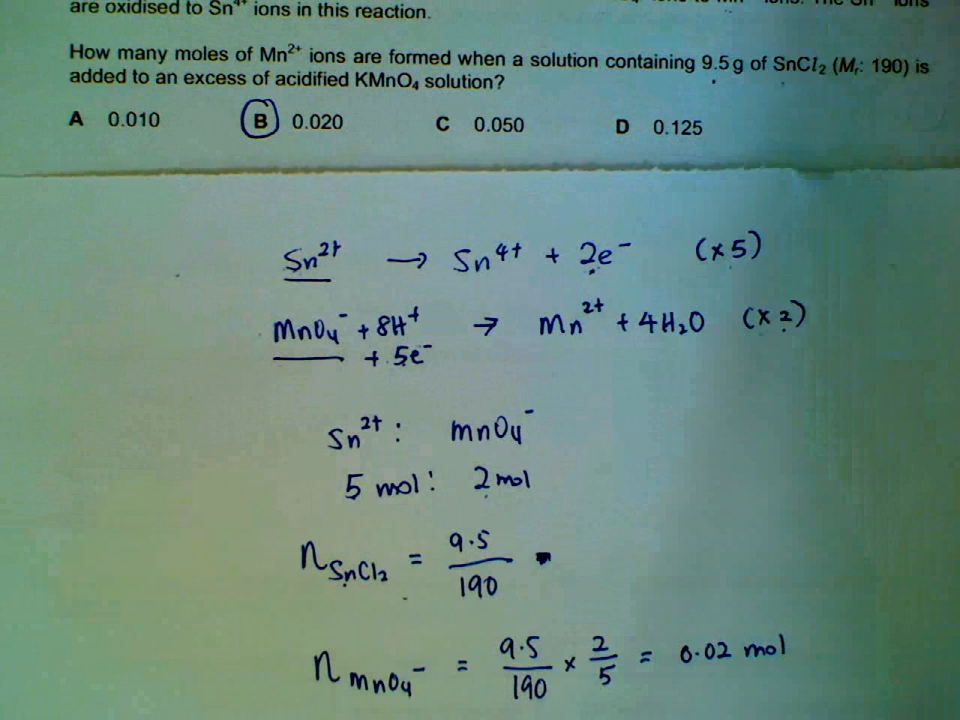 are oxidised to Sn⁴⁺ ions in this reaction.
How many moles of Mn²⁺ ions are formed when a solution containing 9.5 g of SnCl₂ (Mᵣ: 190) is
added to an excess of acidified KMnO₄ solution?
A 0.010 B 0.020 C 0.050 D 0.125
Sn²⁺ → Sn⁴⁺ + 2e⁻ (x 5)
MnO₄⁻ + 8H⁺ → Mn²⁺ + 4H₂O (x 2)
+ 5e⁻
Sn²⁺ : MnO₄⁻
5 mol : 2 mol
n SnCl₂ = 9.5/190
n MnO₄⁻ = 9.5/190 x 2/5 = 0.02 mol